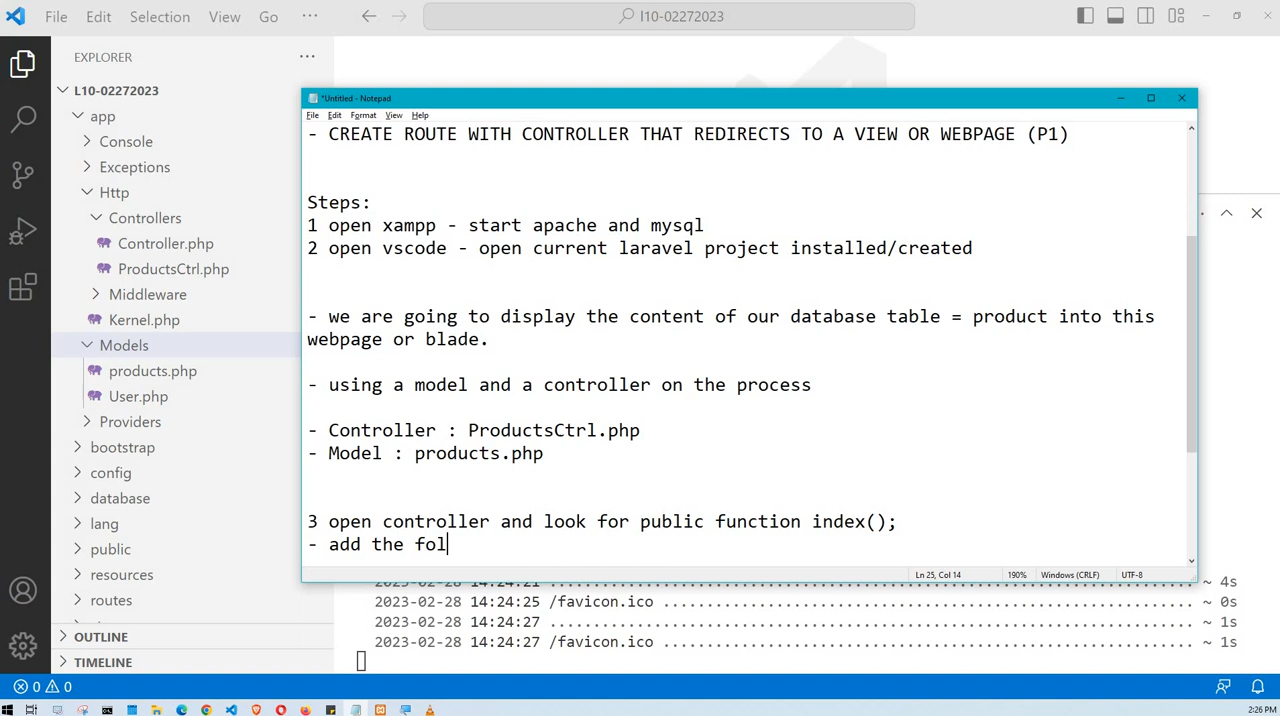 File Edit Selection View Go ···
l10-02272023
EXPLORER ···
L10-02272023
app
Console
Exceptions
Http
Controllers
Controller.php
ProductsCtrl.php
Middleware
Kernel.php
Models
products.php
User.php
Providers
bootstrap
config
database
lang
public
resources
routes
OUTLINE
TIMELINE
*Untitled - Notepad
File Edit Format View Help
- CREATE ROUTE WITH CONTROLLER THAT REDIRECTS TO A VIEW OR WEBPAGE (P1)
Steps:
1 open xampp - start apache and mysql
2 open vscode - open current laravel project installed/created
- we are going to display the content of our database table = product into this
webpage or blade.
- using a model and a controller on the process
- Controller : ProductsCtrl.php
- Model : products.php
3 open controller and look for public function index();
- add the fol
Ln 25, Col 14 190% Windows (CRLF) UTF-8
2023-02-28 14:24:21 ........................................................ ~ 4s
2023-02-28 14:24:25 /favicon.ico ................................................. ~ 0s
2023-02-28 14:24:27 ........................................................ ~ 1s
2023-02-28 14:24:27 /favicon.ico ................................................. ~ 1s
0 0
2:26 PM